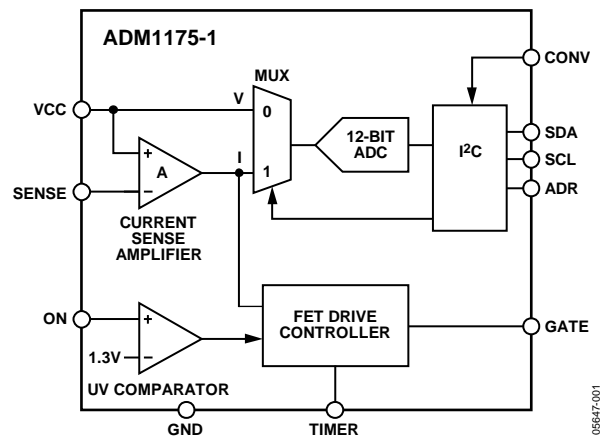 ADM1175-1
CONV
MUX
VCC
V
0
SDA
12-BIT
ADC
I²C
+
A
I
1
SCL
SENSE
–
ADR
CURRENT
SENSE
AMPLIFIER
ON
+
FET DRIVE
CONTROLLER
GATE
1.3V
–
UV COMPARATOR
GND
TIMER
05647-001